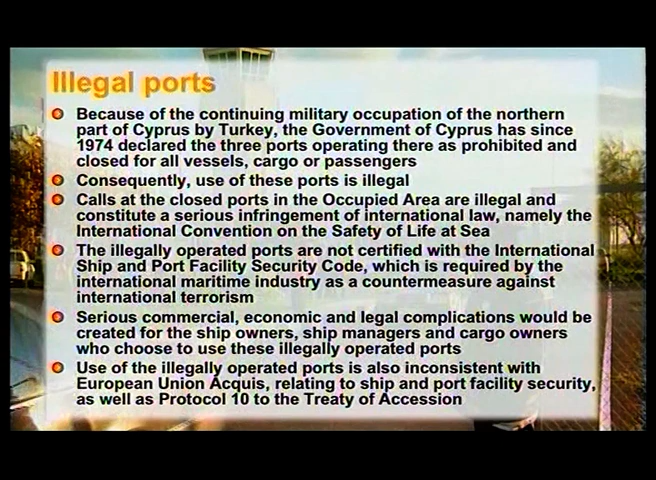 Illegal ports
Because of the continuing military occupation of the northern
part of Cyprus by Turkey, the Government of Cyprus has since
1974 declared the three ports operating there as prohibited and
closed for all vessels, cargo or passengers
Consequently, use of these ports is illegal
Calls at the closed ports in the Occupied Area are illegal and
constitute a serious infringement of international law, namely the
International Convention on the Safety of Life at Sea
The illegally operated ports are not certified with the International
Ship and Port Facility Security Code, which is required by the
international maritime industry as a countermeasure against
international terrorism
Serious commercial, economic and legal complications would be
created for the ship owners, ship managers and cargo owners
who choose to use these illegally operated ports
Use of the illegally operated ports is also inconsistent with
European Union Acquis, relating to ship and port facility security,
as well as Protocol 10 to the Treaty of Accession